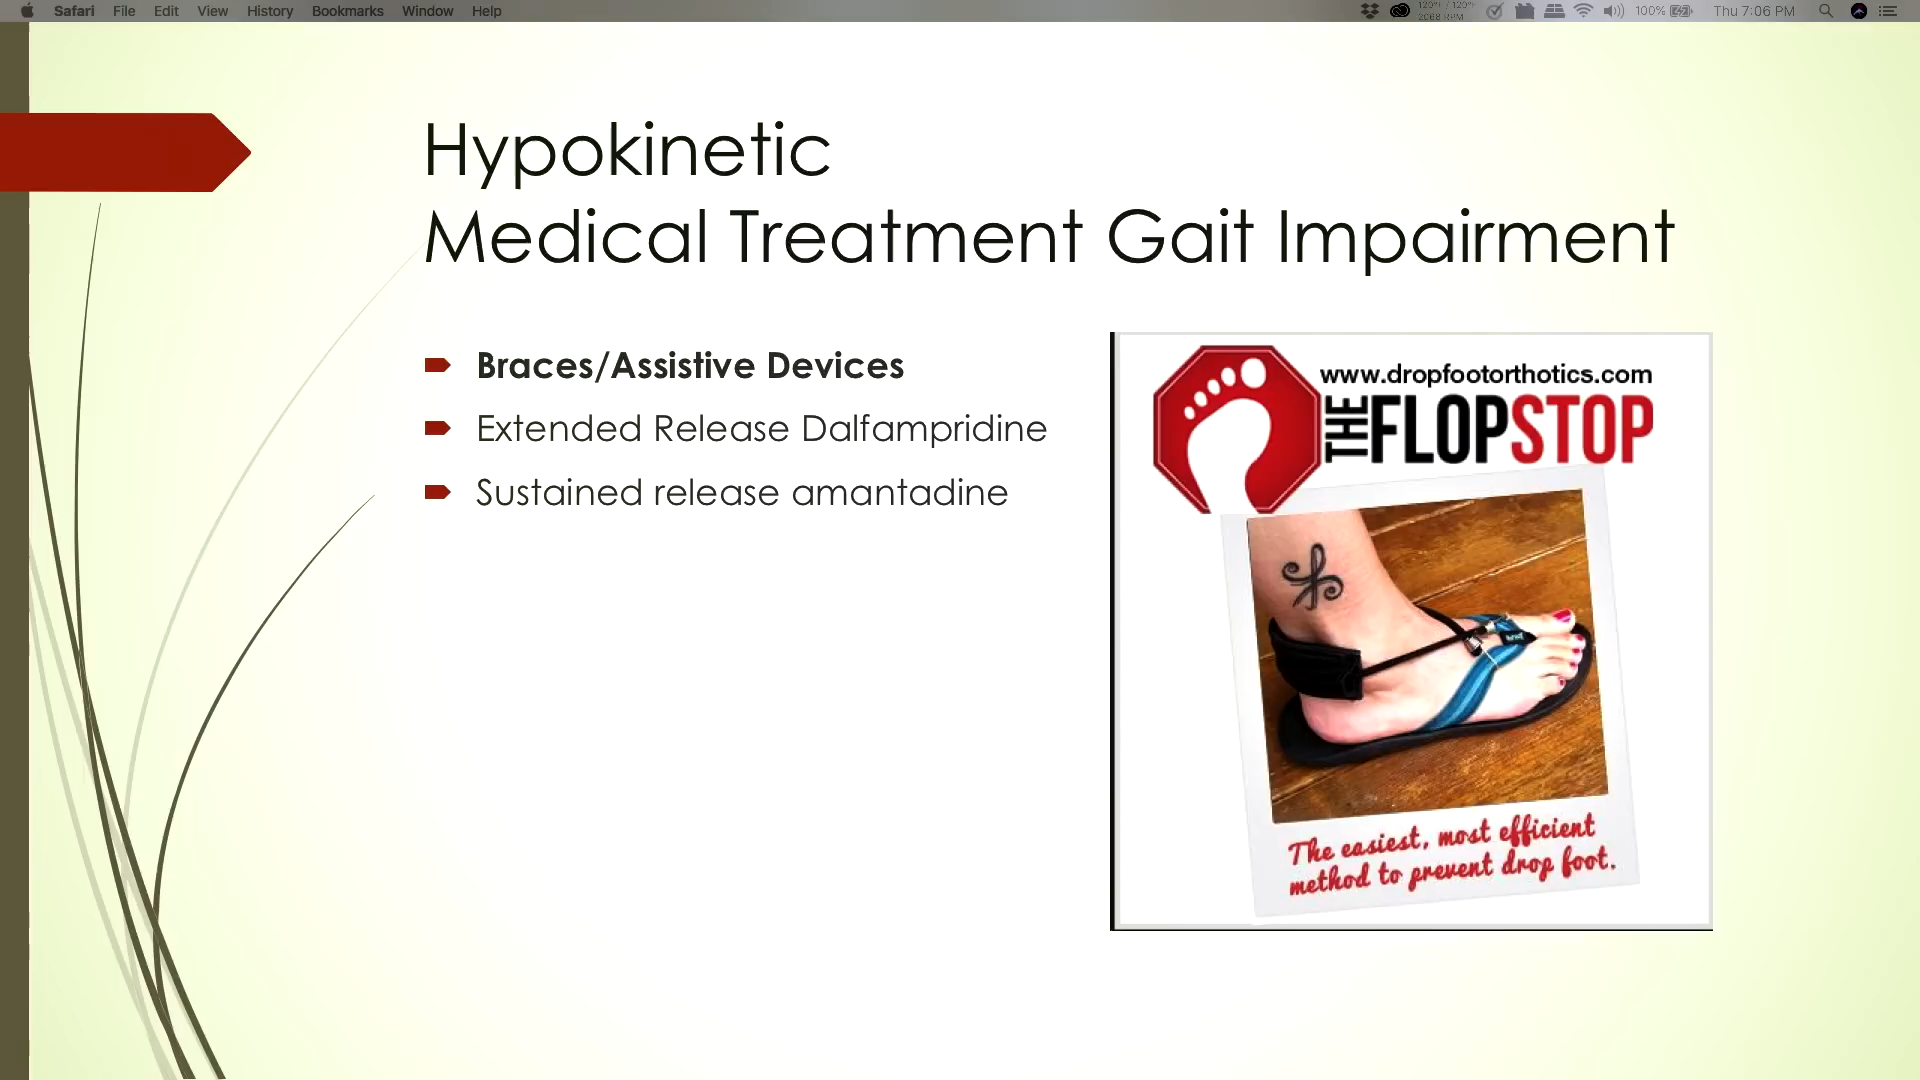 Safari File Edit View History Bookmarks Window Help
100% Thu 7:06 PM
Hypokinetic
Medical Treatment Gait Impairment
Braces/Assistive Devices
Extended Release Dalfampridine
Sustained release amantadine
www.dropfootorthotics.com
THE FLOPSTOP
The easiest, most efficient
method to prevent drop foot.